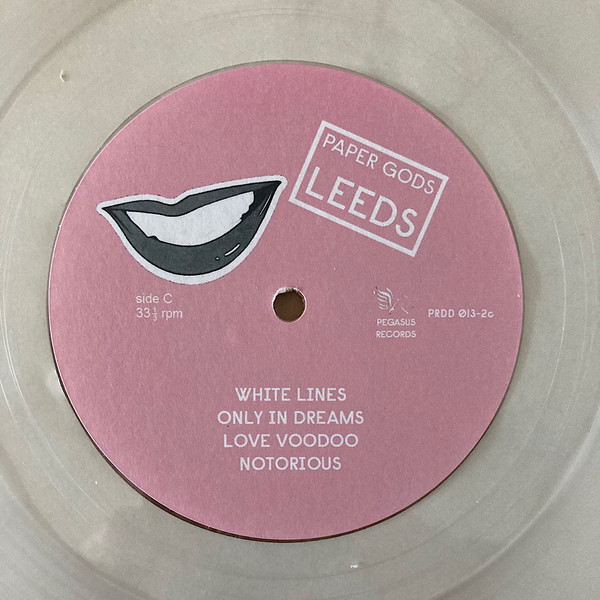 PAPER GODS
LEEDS
side C
33⅓ rpm
PEGASUS
RECORDS
PRDD 013-2c
WHITE LINES
ONLY IN DREAMS
LOVE VOODOO
NOTORIOUS